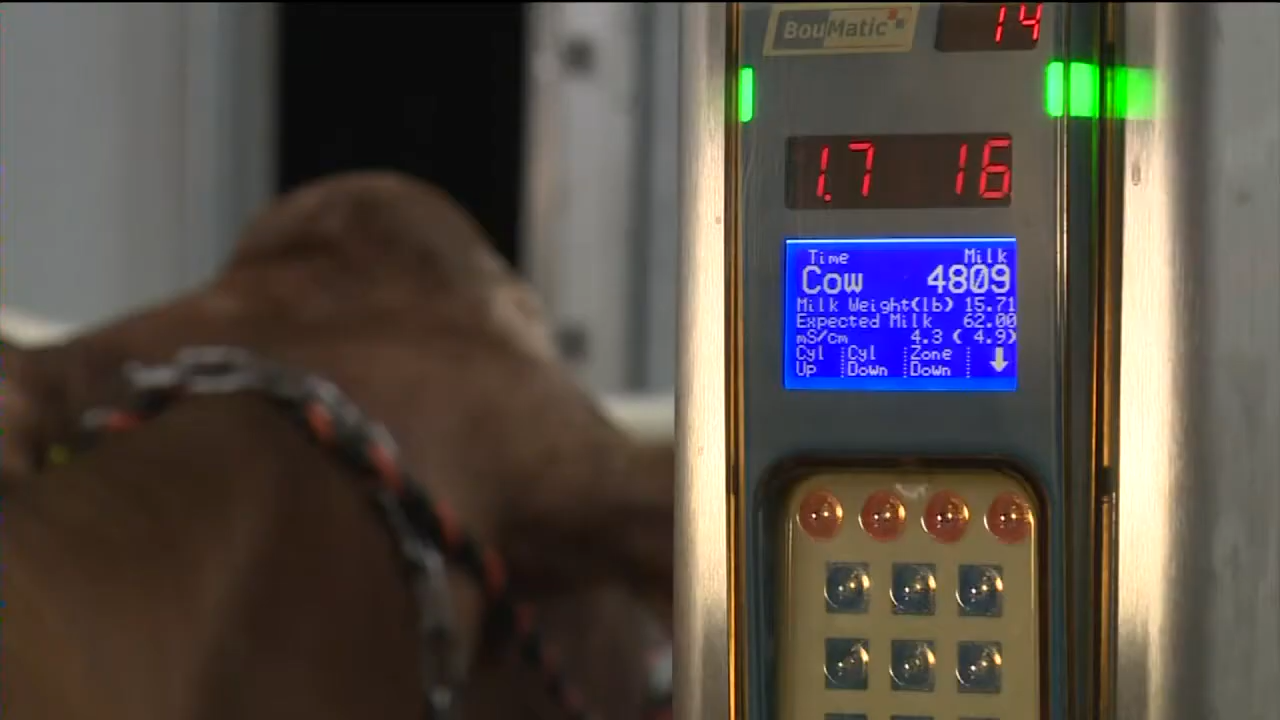 BouMatic
14
1.7 16
Time Milk
Cow 4809
Milk Weight(lb) 15.71
Expected Milk 62.00
mS/cm 4.3 ( 4.9)
Cyl Cyl Zone
Up Down Down